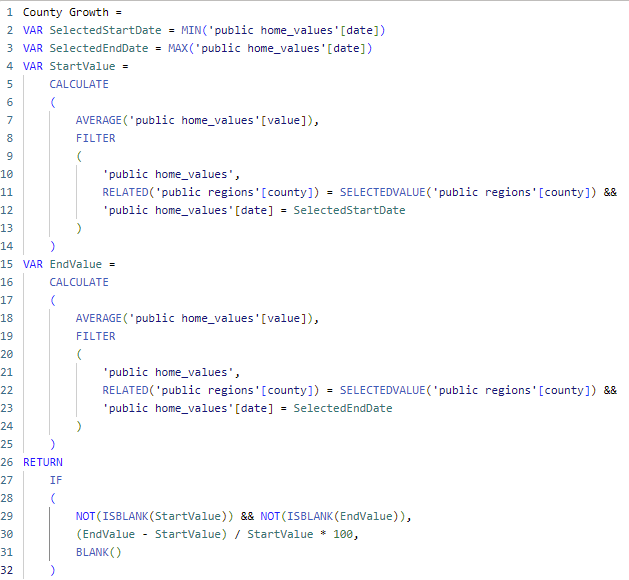 1 County Growth =
2 VAR SelectedStartDate = MIN('public home_values'[date])
3 VAR SelectedEndDate = MAX('public home_values'[date])
4 VAR StartValue =
5     CALCULATE
6     (
7         AVERAGE('public home_values'[value]),
8         FILTER
9         (
10             'public home_values',
11             RELATED('public regions'[county]) = SELECTEDVALUE('public regions'[county]) &&
12             'public home_values'[date] = SelectedStartDate
13         )
14     )
15 VAR EndValue =
16     CALCULATE
17     (
18         AVERAGE('public home_values'[value]),
19         FILTER
20         (
21             'public home_values',
22             RELATED('public regions'[county]) = SELECTEDVALUE('public regions'[county]) &&
23             'public home_values'[date] = SelectedEndDate
24         )
25     )
26 RETURN
27     IF
28     (
29         NOT(ISBLANK(StartValue)) && NOT(ISBLANK(EndValue)),
30         (EndValue - StartValue) / StartValue * 100,
31         BLANK()
32     )